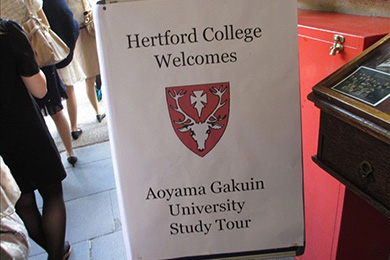 Hertford College
Welcomes
Aoyama Gakuin
University
Study Tour